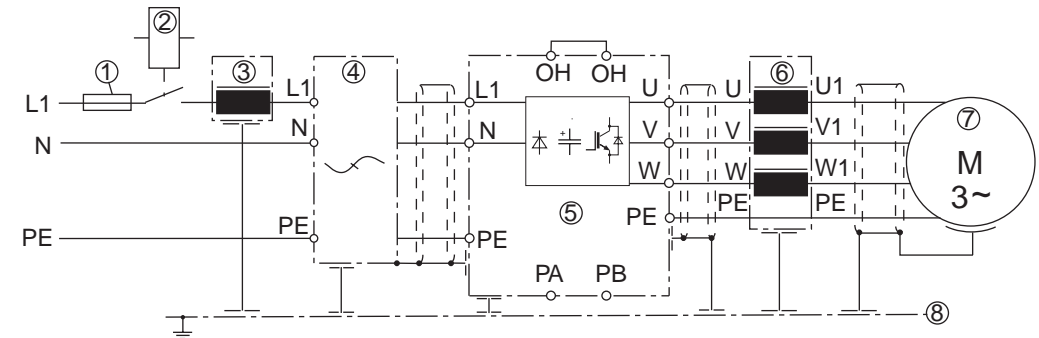 ② OH OH
① ③ L1 ④ L1 U U ⑥ U1 ⑦
L1
N N N V V V1 M
W W W1 3~
PE PE PE ⑤ PE PE PE
PA PB
⑧